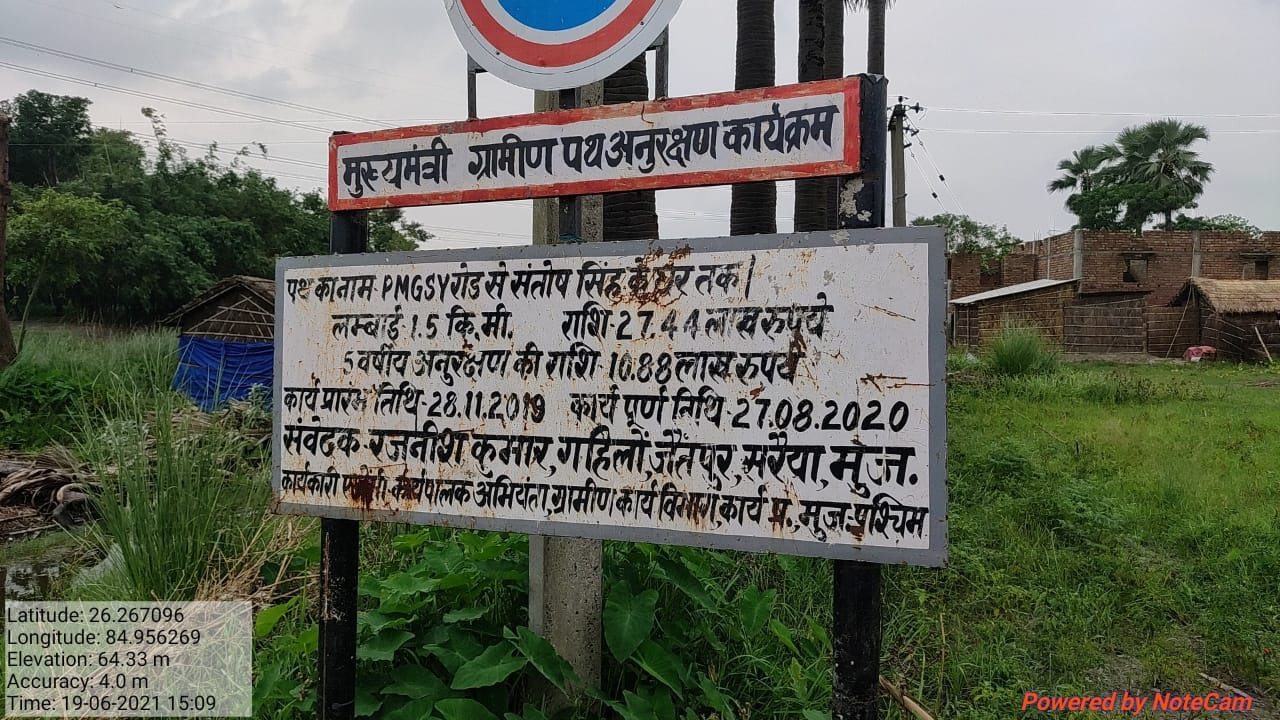 मुख्यमंत्री ग्रामीण पथ अनुरक्षण कार्यक्रम
पथ का नाम-PMGSY रोड से संतोष सिंह के घर तक।
लम्बाई 1.5 कि.मी. राशि-27.44 लाख रुपये
5 वर्षीय अनुरक्षण की राशि 10.88 लाख रुपये
कार्य प्रारंभ तिथि-28.11.2019 कार्य पूर्ण तिथि-27.08.2020
संवेदक-रजनीश कुमार, गहिलो, जैतपुर, सरैया, मुज.
कार्यकारी कार्यपालक अभियंता, ग्रामीण कार्य विभाग, कार्य प्र., मुज. पश्चिम
Latitude: 26.267096
Longitude: 84.956269
Elevation: 64.33 m
Accuracy: 4.0 m
Time: 19-06-2021 15:09
Powered by NoteCam